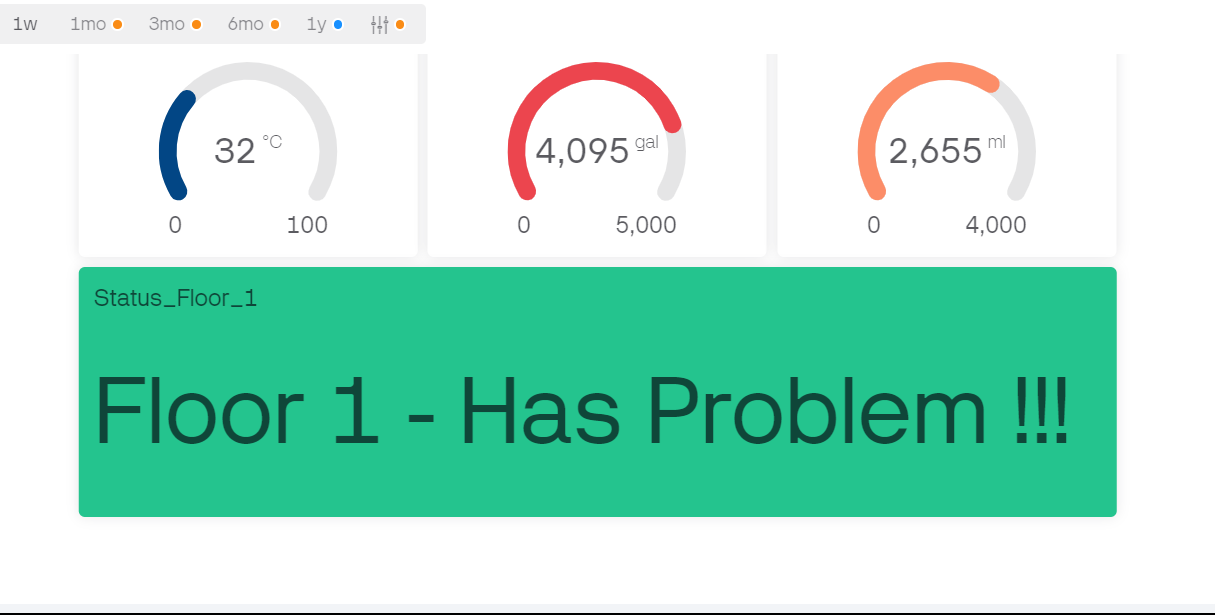 1w 1mo 3mo 6mo 1y
32 °C
0 100
4,095 gal
0 5,000
2,655 ml
0 4,000
Status_Floor_1
Floor 1 - Has Problem !!!